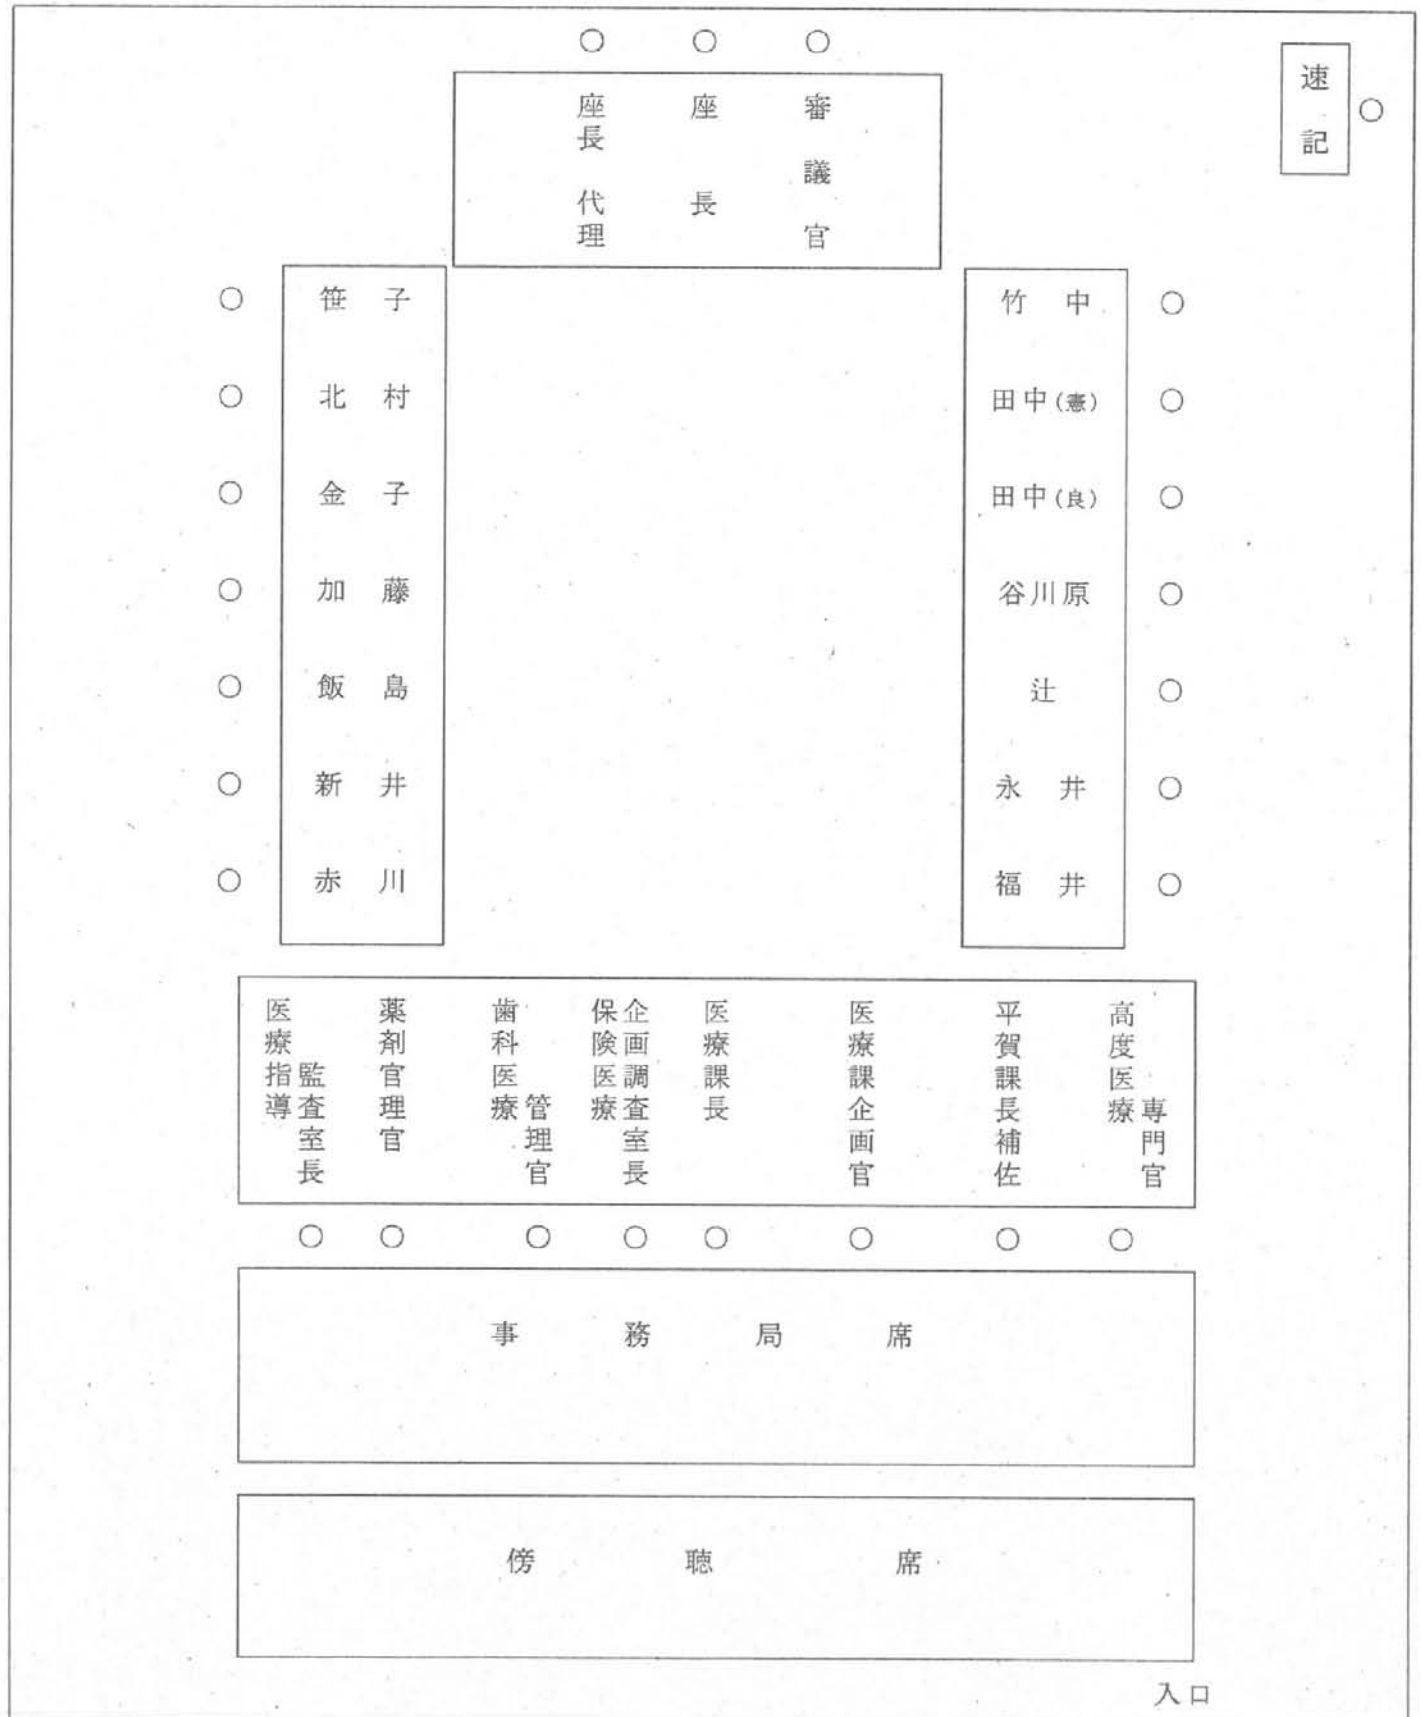 座長代理
座長
審議官
速記
笹子
北村
金子
加藤
飯島
新井
赤川
竹中
田中(憲)
田中(良)
谷川原
辻
永井
福井
医療指導監査室長
薬剤管理官
歯科医療管理官
保険医療企画調査室長
医療課長
医療課企画官
平賀課長補佐
高度医療専門官
事務局席
傍聴席
入口